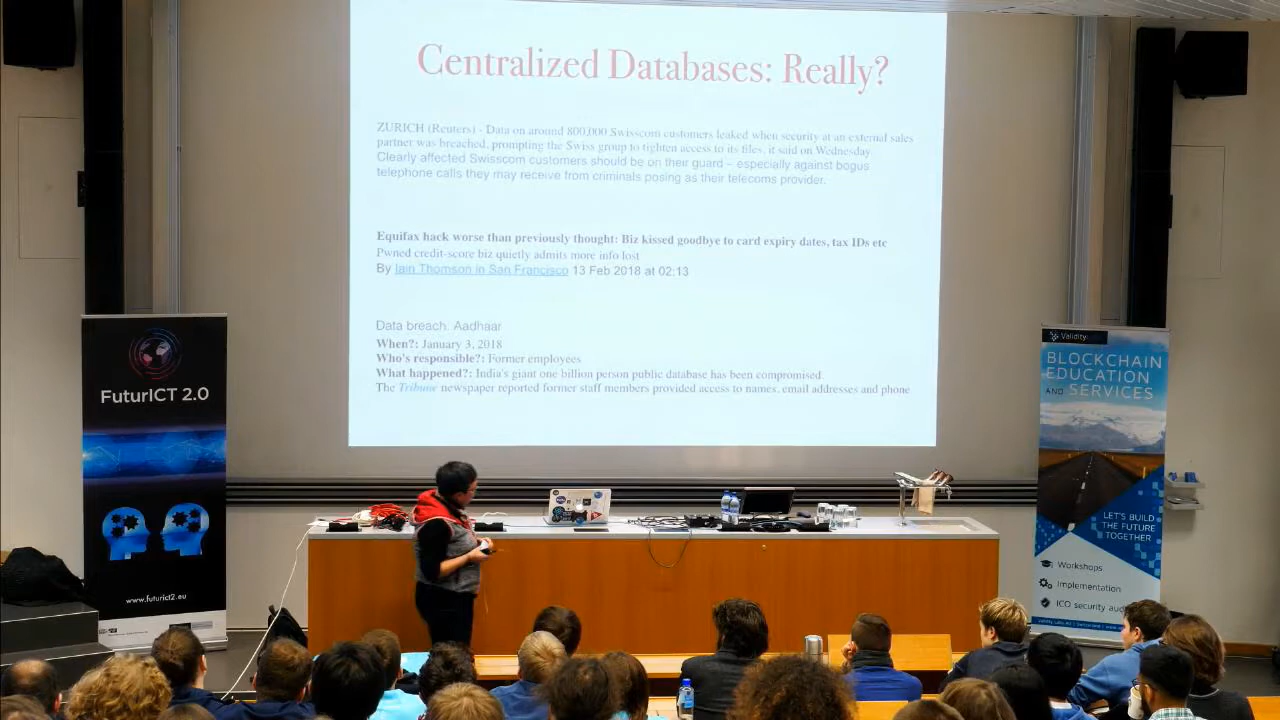 Centralized Databases: Really?
ZURICH (Reuters) - Data on around 800,000 Swisscom customers leaked when security at an external sales
partner was breached, prompting the Swiss group to tighten access to its files, it said on Wednesday.
Clearly affected Swisscom customers should be on their guard – especially against bogus
telephone calls they may receive from criminals posing as their telecoms provider.
Equifax hack worse than previously thought: Biz kissed goodbye to card expiry dates, tax IDs etc
Pwned credit-score biz quietly admits more info lost
By Iain Thomson in San Francisco 13 Feb 2018 at 02:13
Data breach: Aadhaar
When?: January 3, 2018
Who's responsible?: Former employees
What happened?: India's giant one billion person public database has been compromised.
The Tribune newspaper reported former staff members provided access to names, email addresses and phone
FuturICT 2.0
www.futurict2.eu
Validity
BLOCKCHAIN
EDUCATION
AND SERVICES
LET'S BUILD
THE FUTURE
TOGETHER
Workshops
Implementation
ICO security